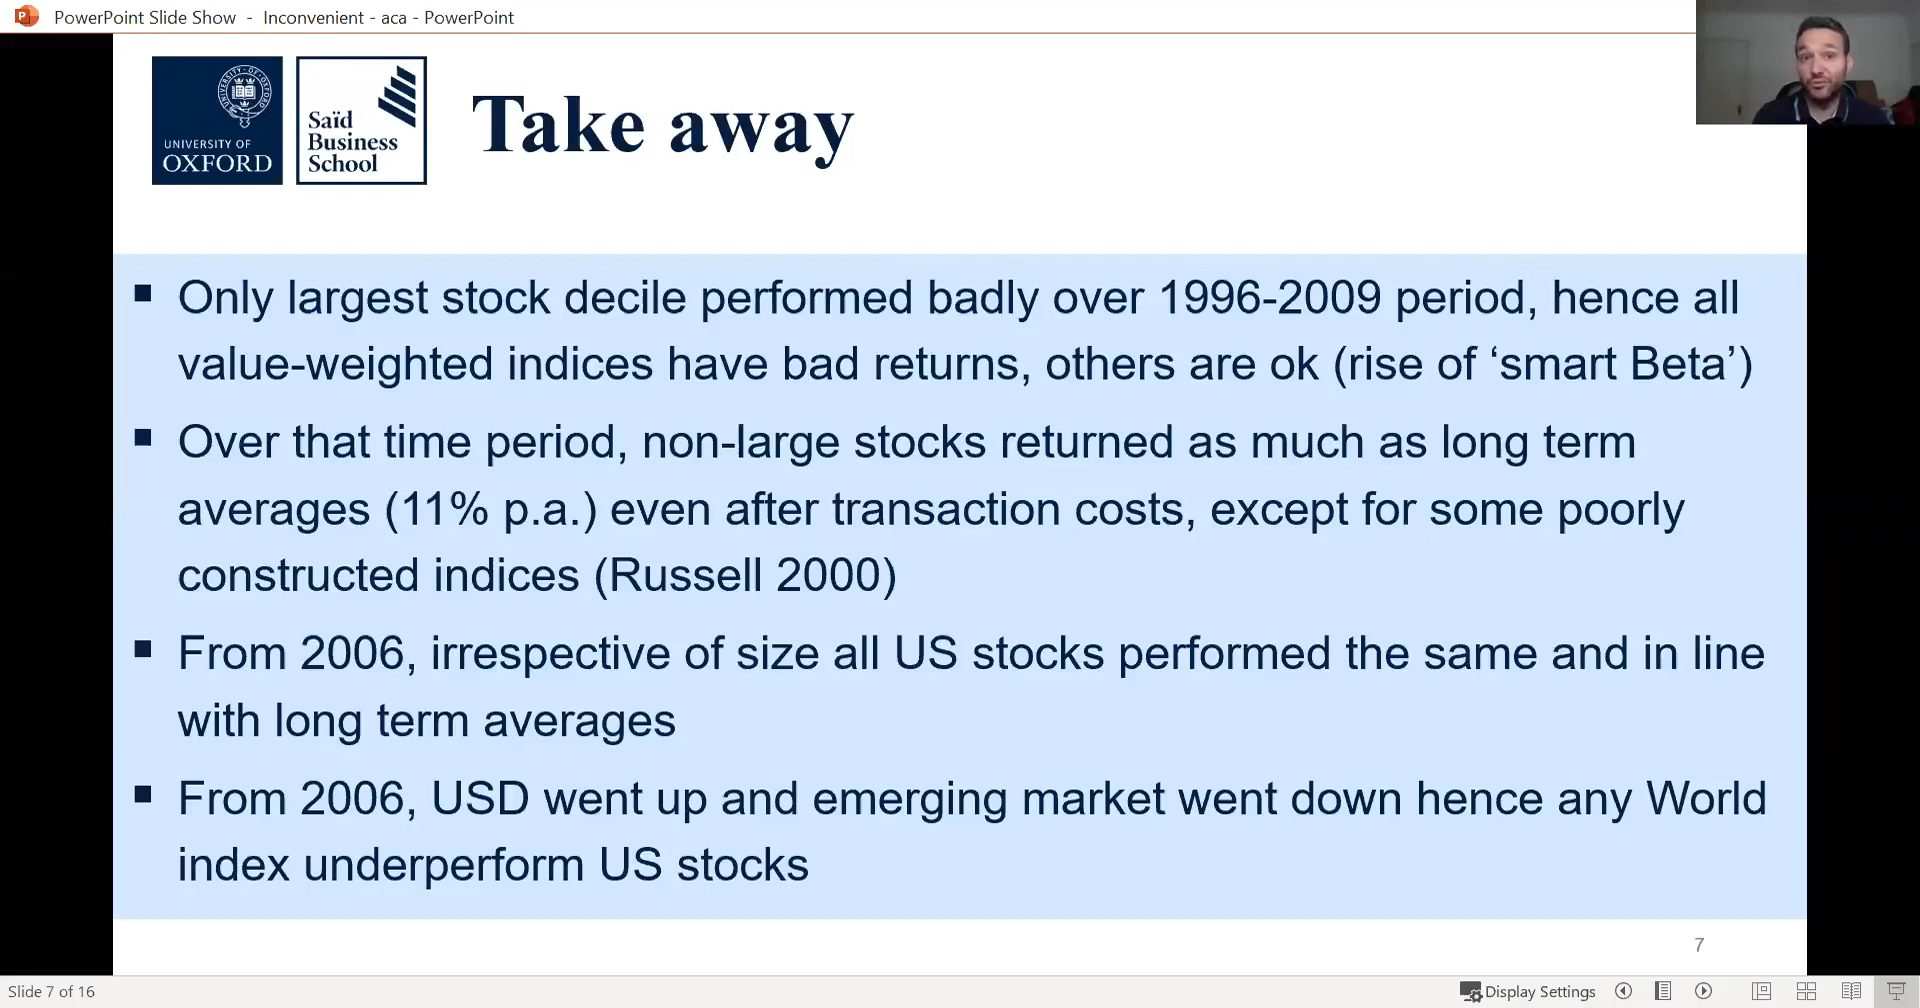 PowerPoint Slide Show - Inconvenient - aca - PowerPoint
UNIVERSITY OF
OXFORD
Saïd
Business
School
Take away
Only largest stock decile performed badly over 1996-2009 period, hence all
value-weighted indices have bad returns, others are ok (rise of ‘smart Beta’)
Over that time period, non-large stocks returned as much as long term
averages (11% p.a.) even after transaction costs, except for some poorly
constructed indices (Russell 2000)
From 2006, irrespective of size all US stocks performed the same and in line
with long term averages
From 2006, USD went up and emerging market went down hence any World
index underperform US stocks
7
Slide 7 of 16
Display Settings